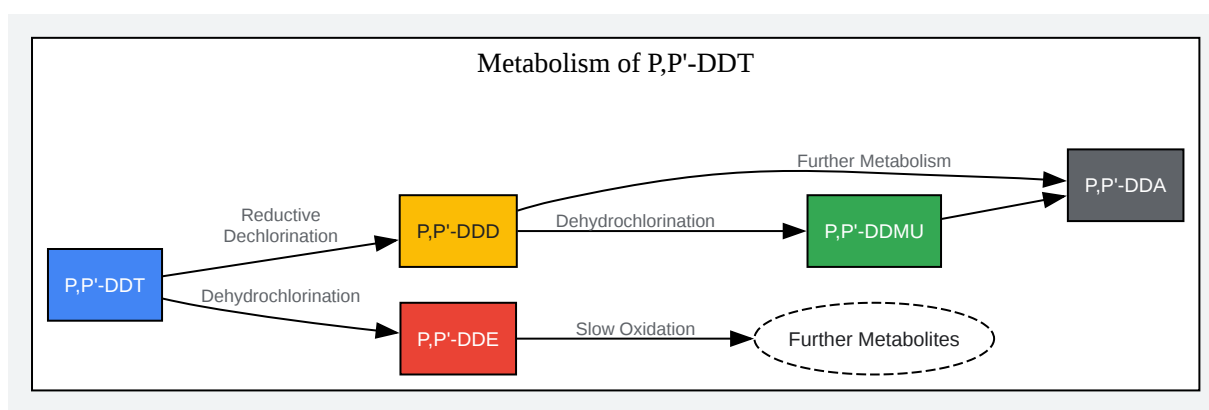 Metabolism of P,P'-DDT
Further Metabolism
P,P'-DDA
Reductive
Dechlorination
P,P'-DDD
Dehydrochlorination
P,P'-DDMU
P,P'-DDT
Dehydrochlorination
P,P'-DDE
Slow Oxidation
Further Metabolites